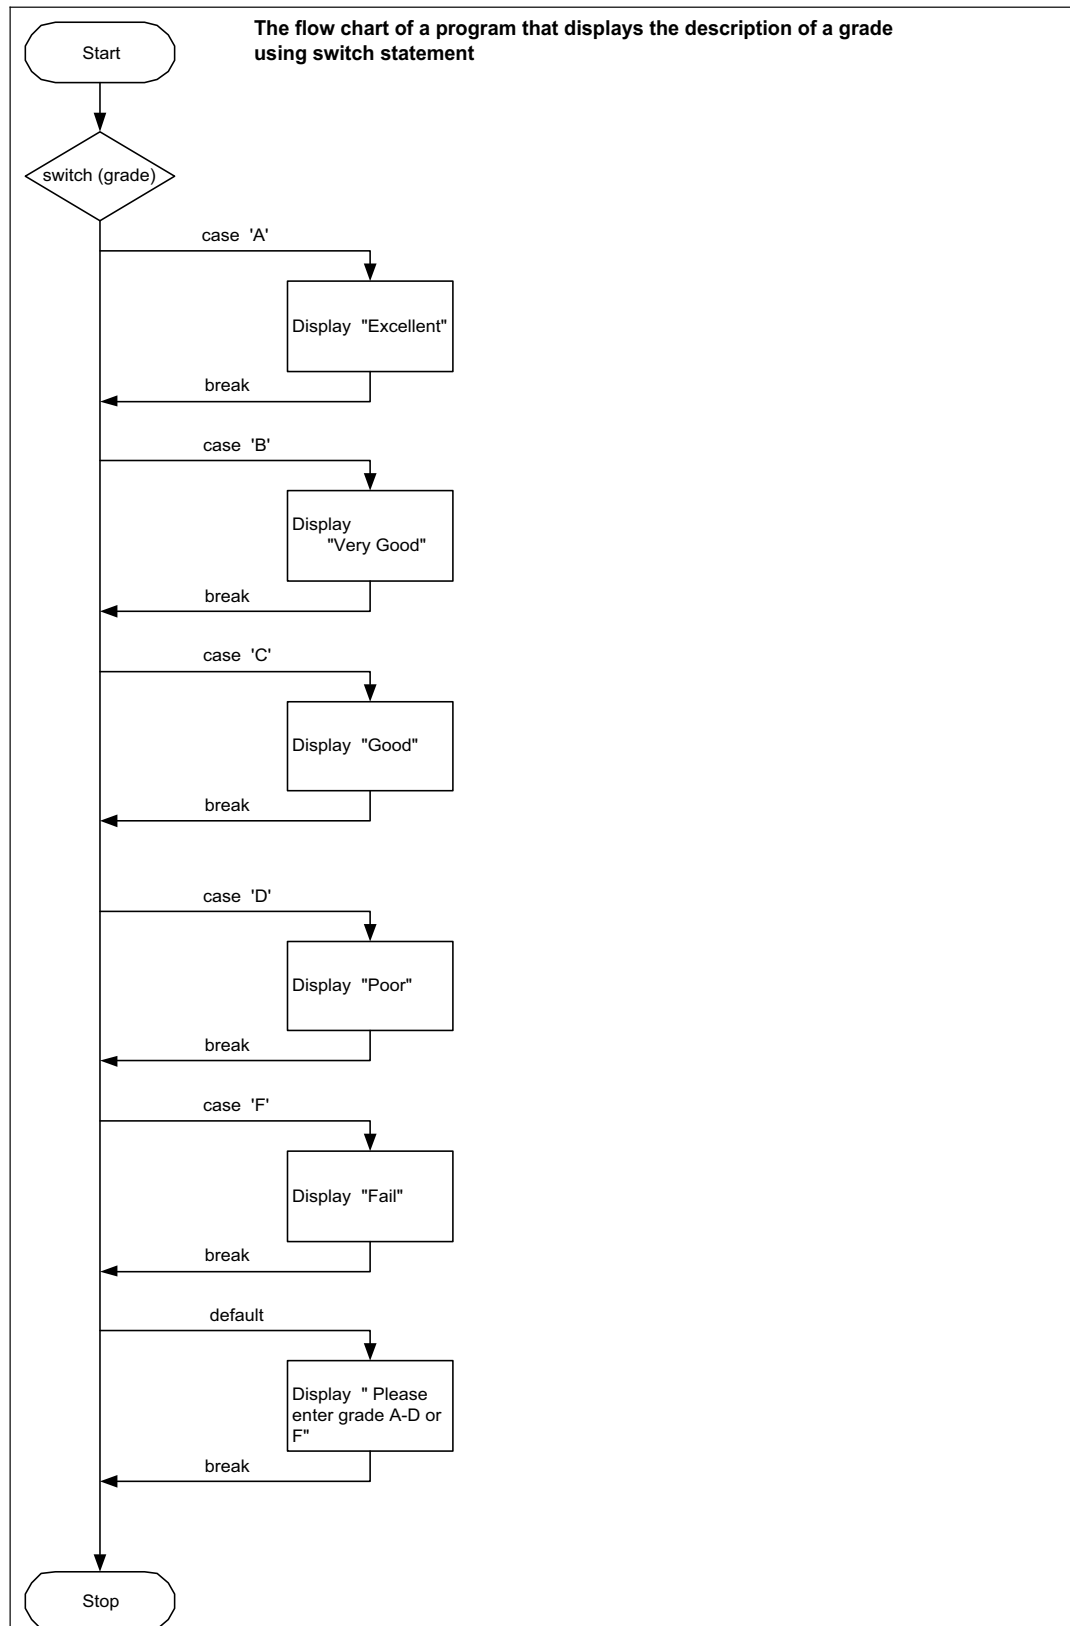 The flow chart of a program that displays the description of a grade
using switch statement
Start
switch (grade)
case 'A'
Display "Excellent"
break
case 'B'
Display
"Very Good"
break
case 'C'
Display "Good"
break
case 'D'
Display "Poor"
break
case 'F'
Display "Fail"
break
default
Display " Please
enter grade A-D or
F"
break
Stop